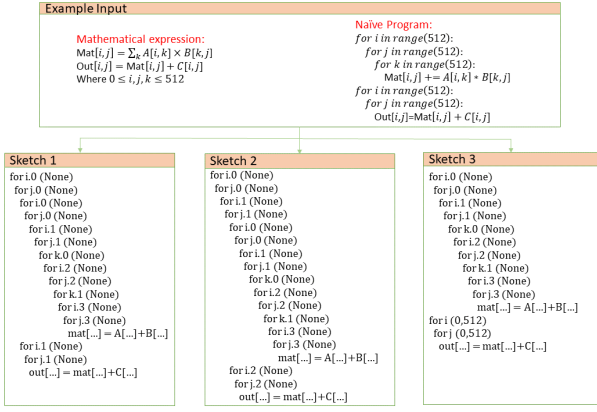 Example Input
Mathematical expression:
Mat[i,j] = ∑ₖ A[i,k] × B[k,j]
Out[i,j] = Mat[i,j] + C[i,j]
Where 0 ≤ i,j,k ≤ 512
Naïve Program:
for i in range(512):
for j in range(512):
for k in range(512):
Mat[i,j] += A[i,k] * B[k,j]
for i in range(512):
for j in range(512):
Out[i,j]=Mat[i,j] + C[i,j]
Sketch 1
for i.0 (None)
for j.0 (None)
for i.0 (None)
for j.0 (None)
for i.1 (None)
for j.1 (None)
for k.0 (None)
for i.2 (None)
for j.2 (None)
for k.1 (None)
for i.3 (None)
for j.3 (None)
mat[…] = A[…]+B[…]
for i.1 (None)
for j.1 (None)
out[…] = mat[…]+C[…]
Sketch 2
for i.0 (None)
for j.0 (None)
for i.1 (None)
for j.1 (None)
for i.0 (None)
for j.0 (None)
for i.1 (None)
for j.1 (None)
for k.0 (None)
for i.2 (None)
for j.2 (None)
for k.1 (None)
for i.3 (None)
for j.3 (None)
mat[…] = A[…]+B[…]
for i.2 (None)
for j.2 (None)
out[…] = mat[…]+C[…]
Sketch 3
for i.0 (None)
for j.0 (None)
for i.1 (None)
for j.1 (None)
for k.0 (None)
for i.2 (None)
for j.2 (None)
for k.1 (None)
for i.3 (None)
for j.3 (None)
mat[…] = A[…]+B[…]
for i (0,512)
for j (0,512)
out[…] = mat[…]+C[…]